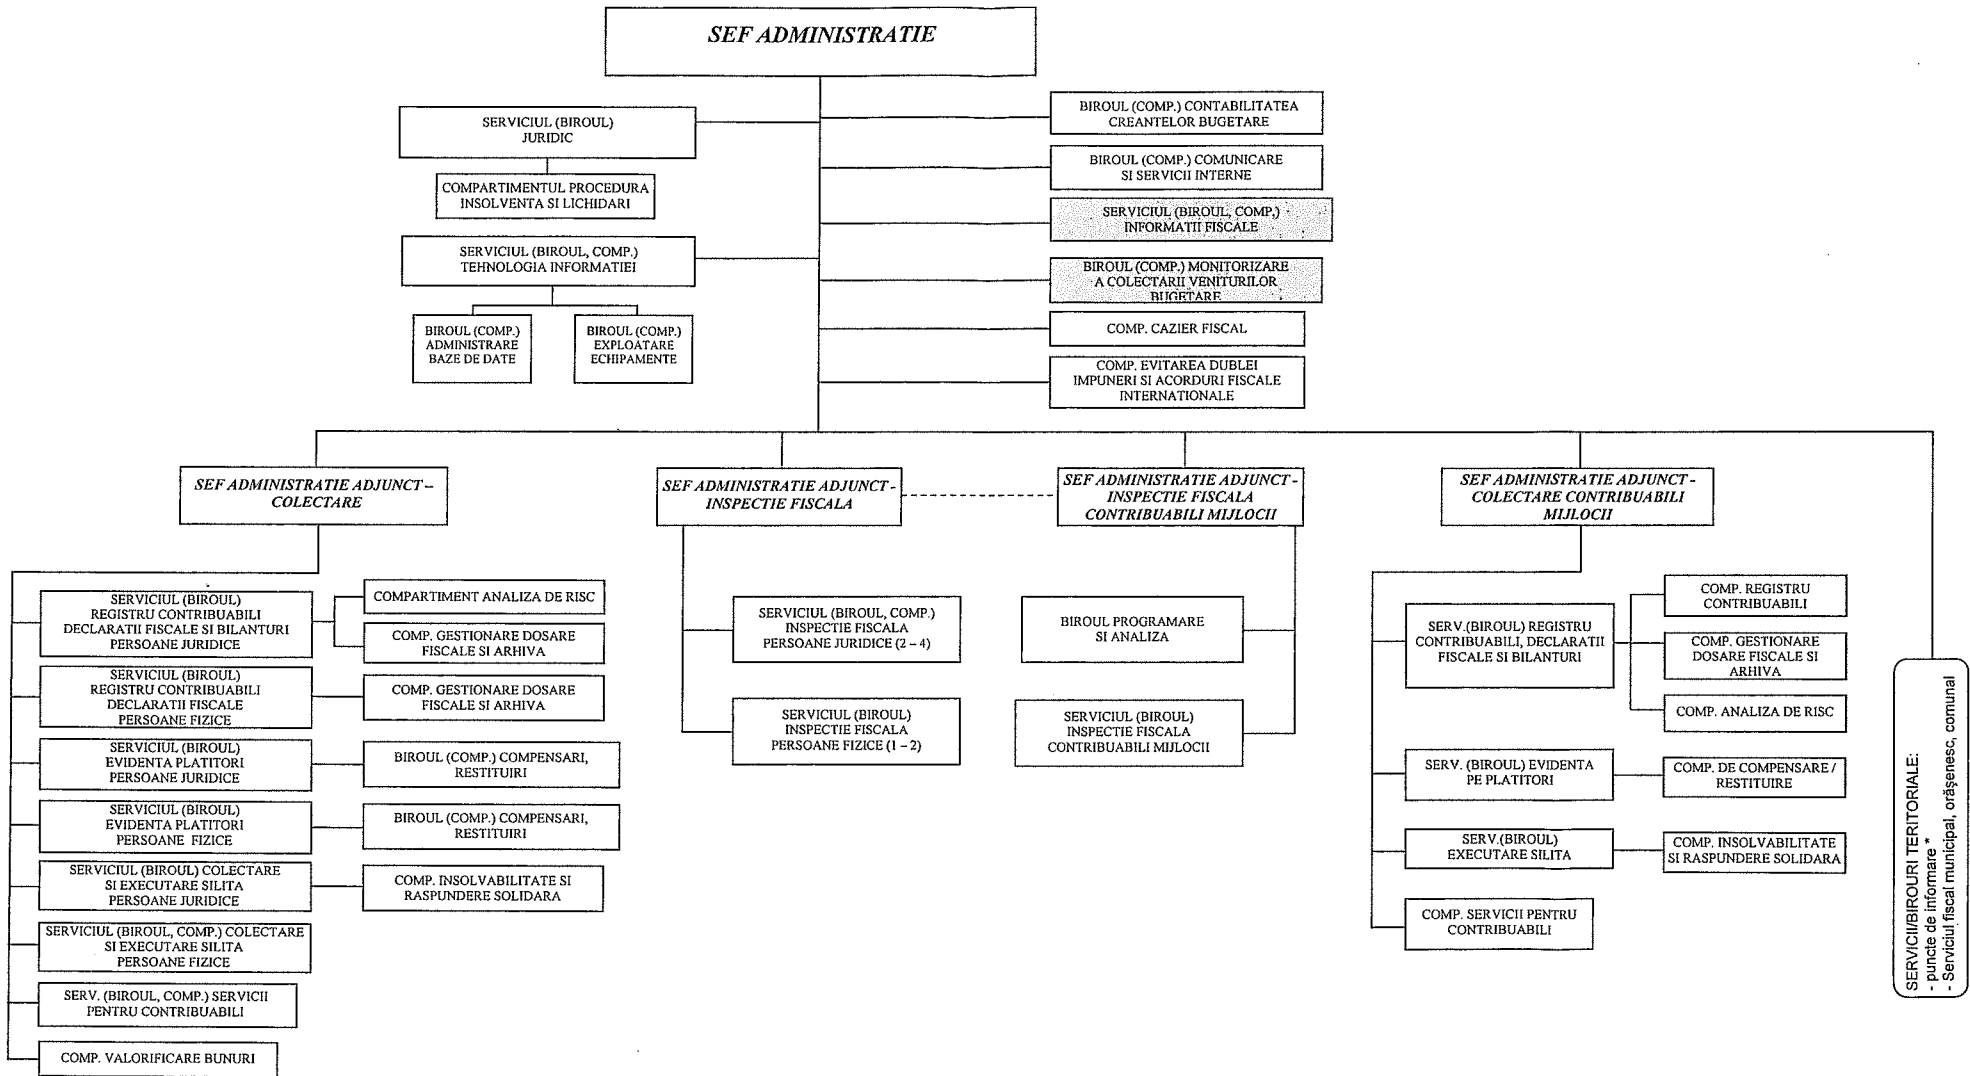 SEF ADMINISTRATIE
SERVICIUL (BIROUL)
JURIDIC
COMPARTIMENTUL PROCEDURA
INSOLVENTA SI LICHIDARI
SERVICIUL (BIROUL, COMP.)
TEHNOLOGIA INFORMATIEI
BIROUL (COMP.)
ADMINISTRARE
BAZE DE DATE
BIROUL (COMP.)
EXPLOATARE
ECHIPAMENTE
BIROUL (COMP.) CONTABILITATEA
CREANTELOR BUGETARE
BIROUL (COMP.) COMUNICARE
SI SERVICII INTERNE
SERVICIUL (BIROUL, COMP.)
INFORMATII FISCALE
BIROUL (COMP.) MONITORIZARE
A COLECTARII VENITURILOR
BUGETARE
COMP. CAZIER FISCAL
COMP. EVITAREA DUBLEI
IMPUNERI SI ACORDURI FISCALE
INTERNATIONALE
SEF ADMINISTRATIE ADJUNCT –
COLECTARE
SERVICIUL (BIROUL)
REGISTRU CONTRIBUABILI
DECLARATII FISCALE SI BILANTURI
PERSOANE JURIDICE
COMPARTIMENT ANALIZA DE RISC
COMP. GESTIONARE DOSARE
FISCALE SI ARHIVA
SERVICIUL (BIROUL)
REGISTRU CONTRIBUABILI
DECLARATII FISCALE
PERSOANE FIZICE
COMP. GESTIONARE DOSARE
FISCALE SI ARHIVA
SERVICIUL (BIROUL)
EVIDENTA PLATITORI
PERSOANE JURIDICE
BIROUL (COMP.) COMPENSARI,
RESTITUIRI
SERVICIUL (BIROUL)
EVIDENTA PLATITORI
PERSOANE FIZICE
BIROUL (COMP.) COMPENSARI,
RESTITUIRI
SERVICIUL (BIROUL) COLECTARE
SI EXECUTARE SILITA
PERSOANE JURIDICE
COMP. INSOLVABILITATE SI
RASPUNDERE SOLIDARA
SERVICIUL (BIROUL, COMP.) COLECTARE
SI EXECUTARE SILITA
PERSOANE FIZICE
SERV. (BIROUL, COMP.) SERVICII
PENTRU CONTRIBUABILI
COMP. VALORIFICARE BUNURI
SEF ADMINISTRATIE ADJUNCT -
INSPECTIE FISCALA
SERVICIUL (BIROUL, COMP.)
INSPECTIE FISCALA
PERSOANE JURIDICE (2 – 4)
SERVICIUL (BIROUL)
INSPECTIE FISCALA
PERSOANE FIZICE (1 – 2)
SEF ADMINISTRATIE ADJUNCT -
INSPECTIE FISCALA
CONTRIBUABILI MIJLOCII
BIROUL PROGRAMARE
SI ANALIZA
SERVICIUL (BIROUL)
INSPECTIE FISCALA
CONTRIBUABILI MIJLOCII
SEF ADMINISTRATIE ADJUNCT -
COLECTARE CONTRIBUABILI
MIJLOCII
SERV.(BIROUL) REGISTRU
CONTRIBUABILI, DECLARATII
FISCALE SI BILANTURI
COMP. REGISTRU
CONTRIBUABILI
COMP. GESTIONARE
DOSARE FISCALE SI
ARHIVA
COMP. ANALIZA DE RISC
SERV. (BIROUL) EVIDENTA
PE PLATITORI
COMP. DE COMPENSARE /
RESTITUIRE
SERV.(BIROUL)
EXECUTARE SILITA
COMP. INSOLVABILITATE
SI RASPUNDERE SOLIDARA
COMP. SERVICII PENTRU
CONTRIBUABILI
SERVICII/BIROURI TERITORIALE:
- puncte de informare *
- Serviciul fiscal municipal, orăşenesc, comunal